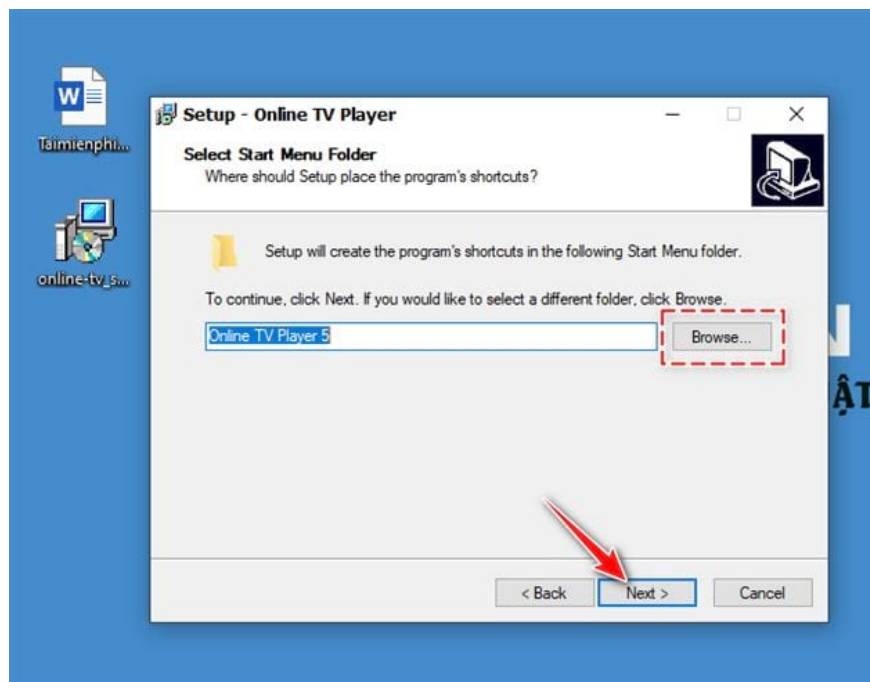 Taimienphi...
online-tv_s...
Setup - Online TV Player
Select Start Menu Folder
Where should Setup place the program's shortcuts?
Setup will create the program's shortcuts in the following Start Menu folder.
To continue, click Next. If you would like to select a different folder, click Browse.
Online TV Player 5
Browse...
N
ẬT
< Back
Next >
Cancel